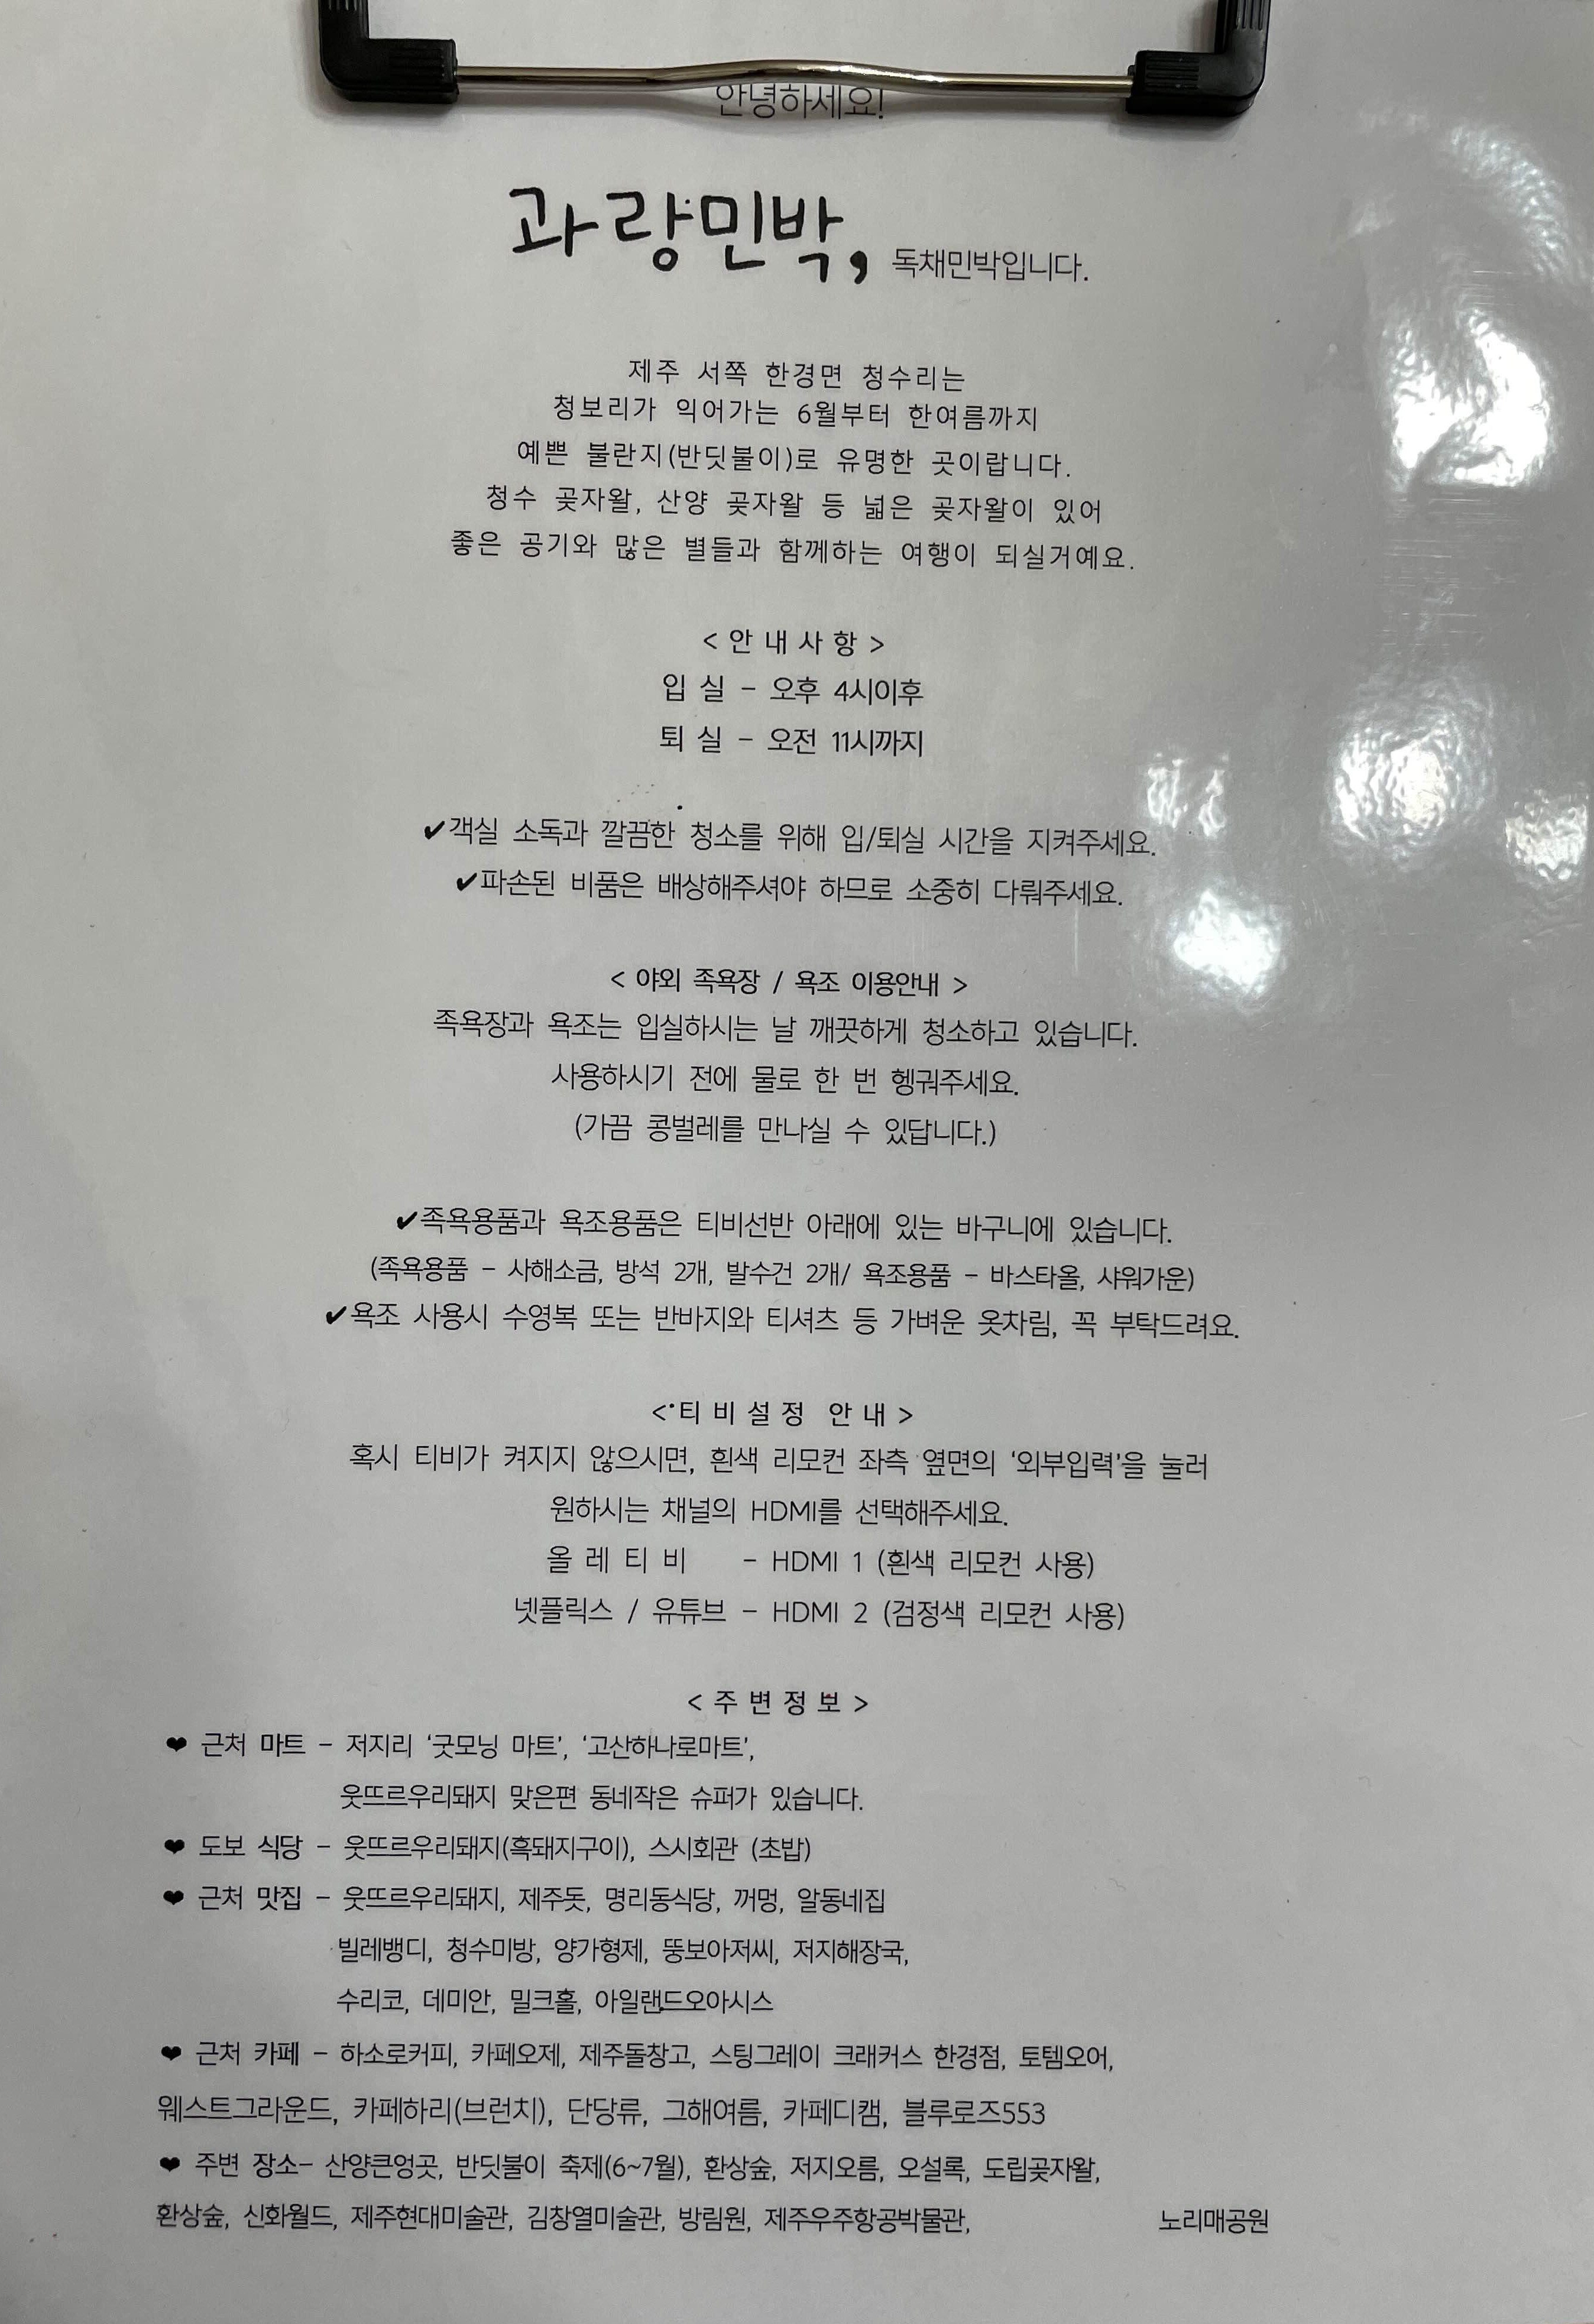 안녕하세요!
과랑민박, 독채민박입니다.
제주 서쪽 한경면 청수리는
청보리가 익어가는 6월부터 한여름까지
예쁜 불란지(반딧불이)로 유명한 곳이랍니다.
청수 곶자왈, 산양 곶자왈 등 넓은 곶자왈이 있어
좋은 공기와 많은 별들과 함께하는 여행이 되실거예요.
< 안 내 사 항 >
입 실 - 오후 4시이후
퇴 실 - 오전 11시까지
✔객실 소독과 깔끔한 청소를 위해 입/퇴실 시간을 지켜주세요.
✔파손된 비품은 배상해주셔야 하므로 소중히 다뤄주세요.
< 야외 족욕장 / 욕조 이용안내 >
족욕장과 욕조는 입실하시는 날 깨끗하게 청소하고 있습니다.
사용하시기 전에 물로 한 번 헹궈주세요.
(가끔 콩벌레를 만나실 수 있답니다.)
✔족욕용품과 욕조용품은 티비선반 아래에 있는 바구니에 있습니다.
(족욕용품 - 사해소금, 방석 2개, 발수건 2개/ 욕조용품 - 바스타올, 샤워가운)
✔욕조 사용시 수영복 또는 반바지와 티셔츠 등 가벼운 옷차림, 꼭 부탁드려요.
< 티 비 설 정 안 내 >
혹시 티비가 켜지지 않으시면, 흰색 리모컨 좌측 옆면의 '외부입력'을 눌러
원하시는 채널의 HDMI를 선택해주세요.
올 레 티 비 - HDMI 1 (흰색 리모컨 사용)
넷플릭스 / 유튜브 - HDMI 2 (검정색 리모컨 사용)
< 주 변 정 보 >
❤ 근처 마트 - 저지리 '굿모닝 마트', '고산하나로마트',
웃뜨르우리돼지 맞은편 동네작은 슈퍼가 있습니다.
❤ 도보 식당 - 웃뜨르우리돼지(흑돼지구이), 스시회관 (초밥)
❤ 근처 맛집 - 웃뜨르우리돼지, 제주돗, 명리동식당, 꺼멍, 알동네집
빌레뱅디, 청수미방, 양가형제, 뚱보아저씨, 저지해장국,
수리코, 데미안, 밀크홀, 아일랜드오아시스
❤ 근처 카페 - 하소로커피, 카페오제, 제주돌창고, 스팅그레이 크래커스 한경점, 토템오어,
웨스트그라운드, 카페하리(브런치), 단당류, 그해여름, 카페디캠, 블루로즈553
❤ 주변 장소- 산양큰엉곳, 반딧불이 축제(6~7월), 환상숲, 저지오름, 오설록, 도립곶자왈,
환상숲, 신화월드, 제주현대미술관, 김창열미술관, 방림원, 제주우주항공박물관, 노리매공원